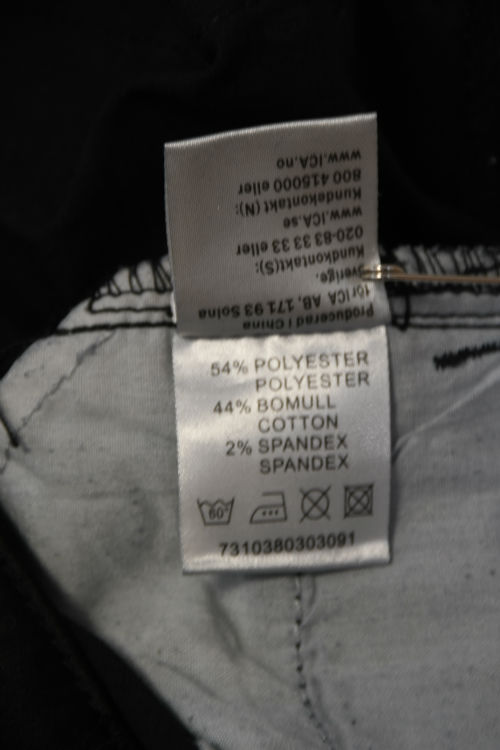 Producerad i China
för ICA AB, 171 93 Solna
Sverige.
Kundkontakt(S):
020-83 33 33 eller
www.ICA.se
Kundekontakt (N):
800 415000 eller
www.ICA.no
54% POLYESTER
POLYESTER
44% BOMULL
COTTON
2% SPANDEX
SPANDEX
60°
7310380303091